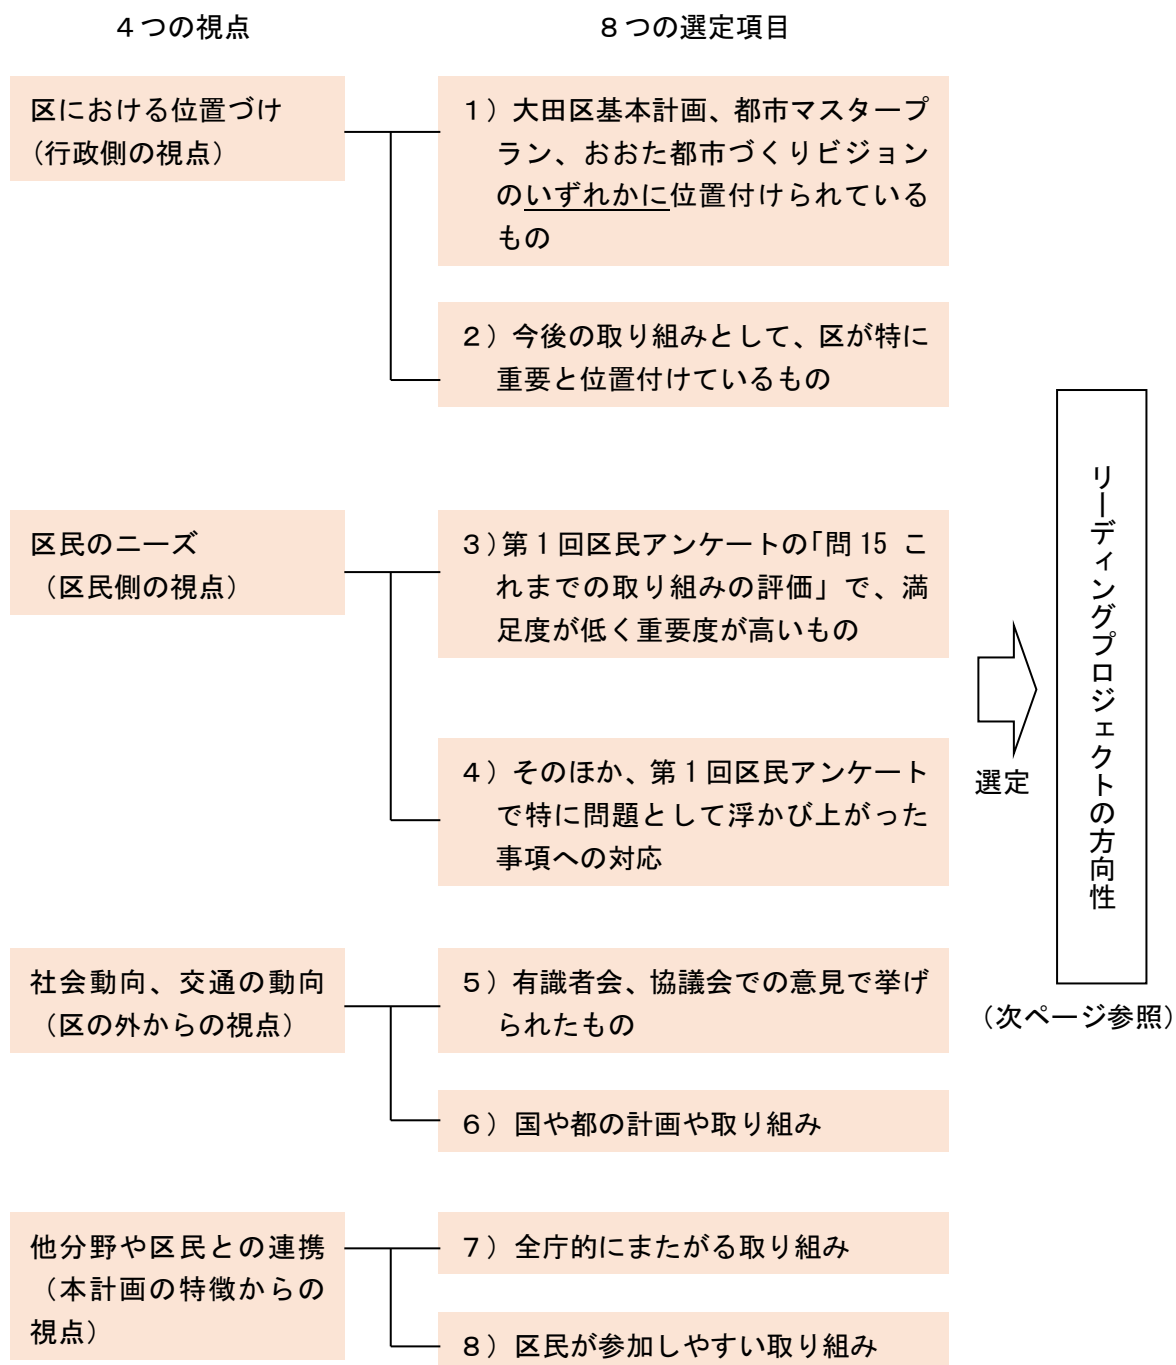 ４つの視点
８つの選定項目
区における位置づけ
（行政側の視点）
１）大田区基本計画、都市マスタープ
ラン、おおた都市づくりビジョン
のいずれかに位置付けられている
もの
２）今後の取り組みとして、区が特に
重要と位置付けているもの
区民のニーズ
（区民側の視点）
３）第１回区民アンケートの「問 15 こ
れまでの取り組みの評価」で、満
足度が低く重要度が高いもの
４）そのほか、第１回区民アンケート
で特に問題として浮かび上がった
事項への対応
社会動向、交通の動向
（区の外からの視点）
５）有識者会、協議会での意見で挙げ
られたもの
６）国や都の計画や取り組み
他分野や区民との連携
（本計画の特徴からの
視点）
７）全庁的にまたがる取り組み
８）区民が参加しやすい取り組み
選定
リーディングプロジェクトの方向性
（次ページ参照）